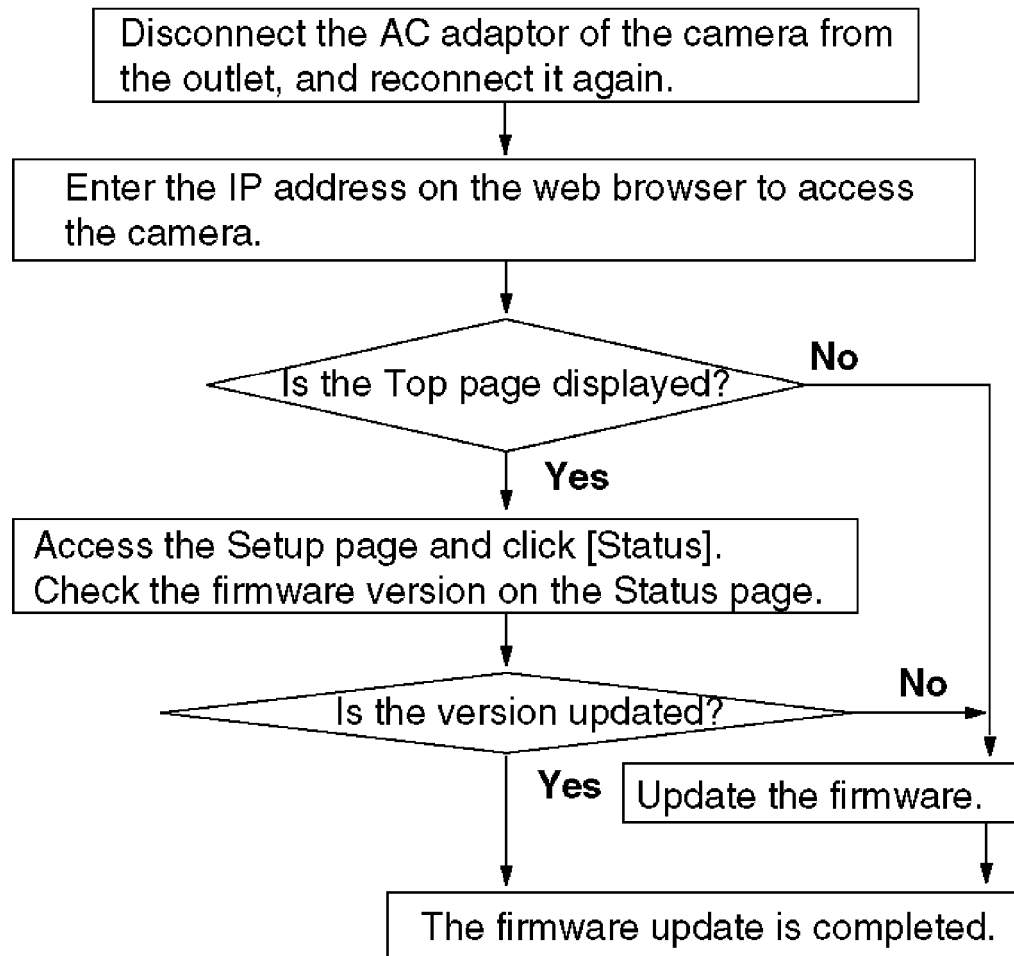 Disconnect the AC adaptor of the camera from
the outlet, and reconnect it again.
Enter the IP address on the web browser to access
the camera.
Is the Top page displayed?
No
Yes
Access the Setup page and click [Status].
Check the firmware version on the Status page.
Is the version updated?
No
Yes
Update the firmware.
The firmware update is completed.